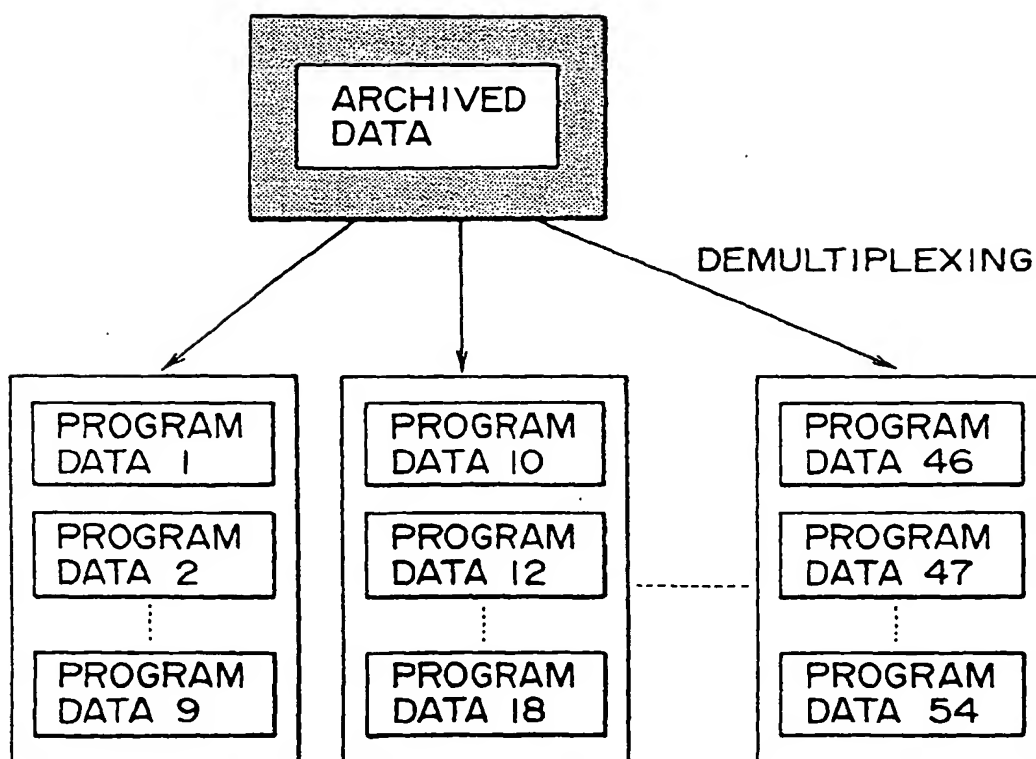 ARCHIVED
DATA
DEMULTIPLEXING
PROGRAM
DATA 1
PROGRAM
DATA 2
PROGRAM
DATA 9
PROGRAM
DATA 10
PROGRAM
DATA 12
PROGRAM
DATA 18
PROGRAM
DATA 46
PROGRAM
DATA 47
PROGRAM
DATA 54